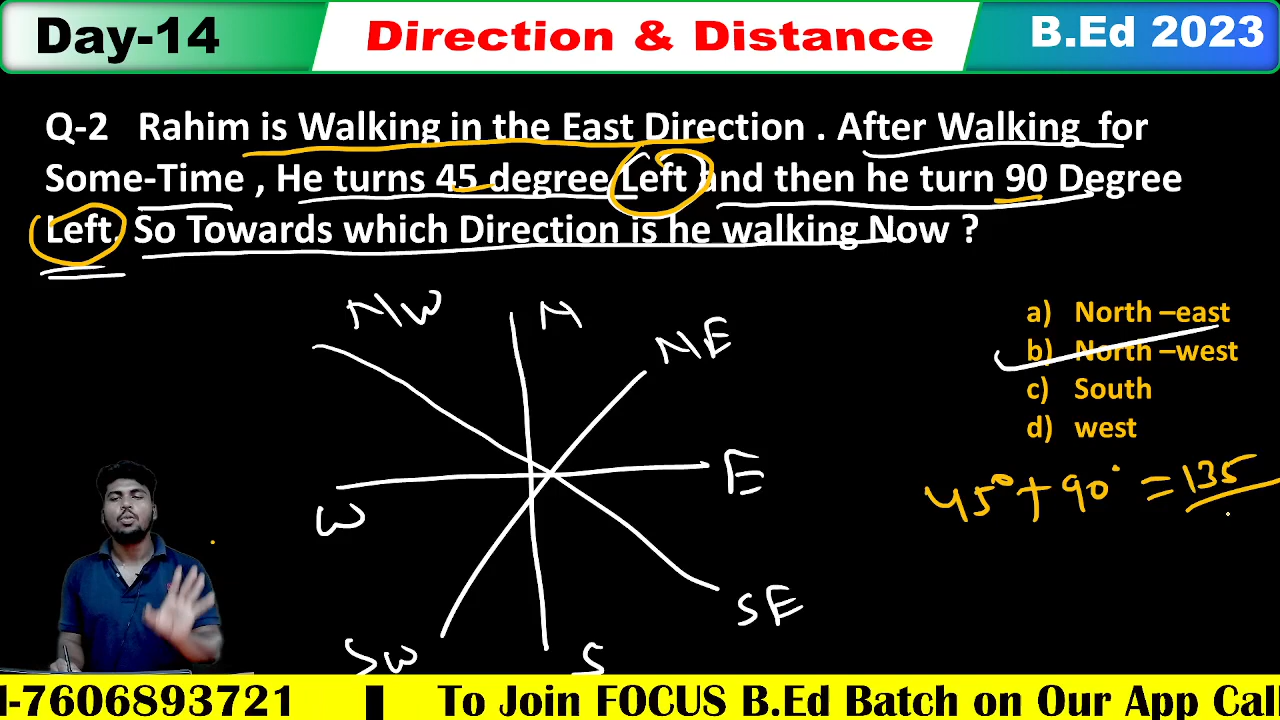 Day-14
Direction & Distance
B.Ed 2023
Q-2 Rahim is Walking in the East Direction . After Walking for
Some-Time , He turns 45 degree Left and then he turn 90 Degree
Left. So Towards which Direction is he walking Now ?
a) North –east
b) North –west
c) South
d) west
NW
N
NE
W
E
SW
S
SE
45° + 90° = 135
l-7606893721
To Join FOCUS B.Ed Batch on Our App Cal